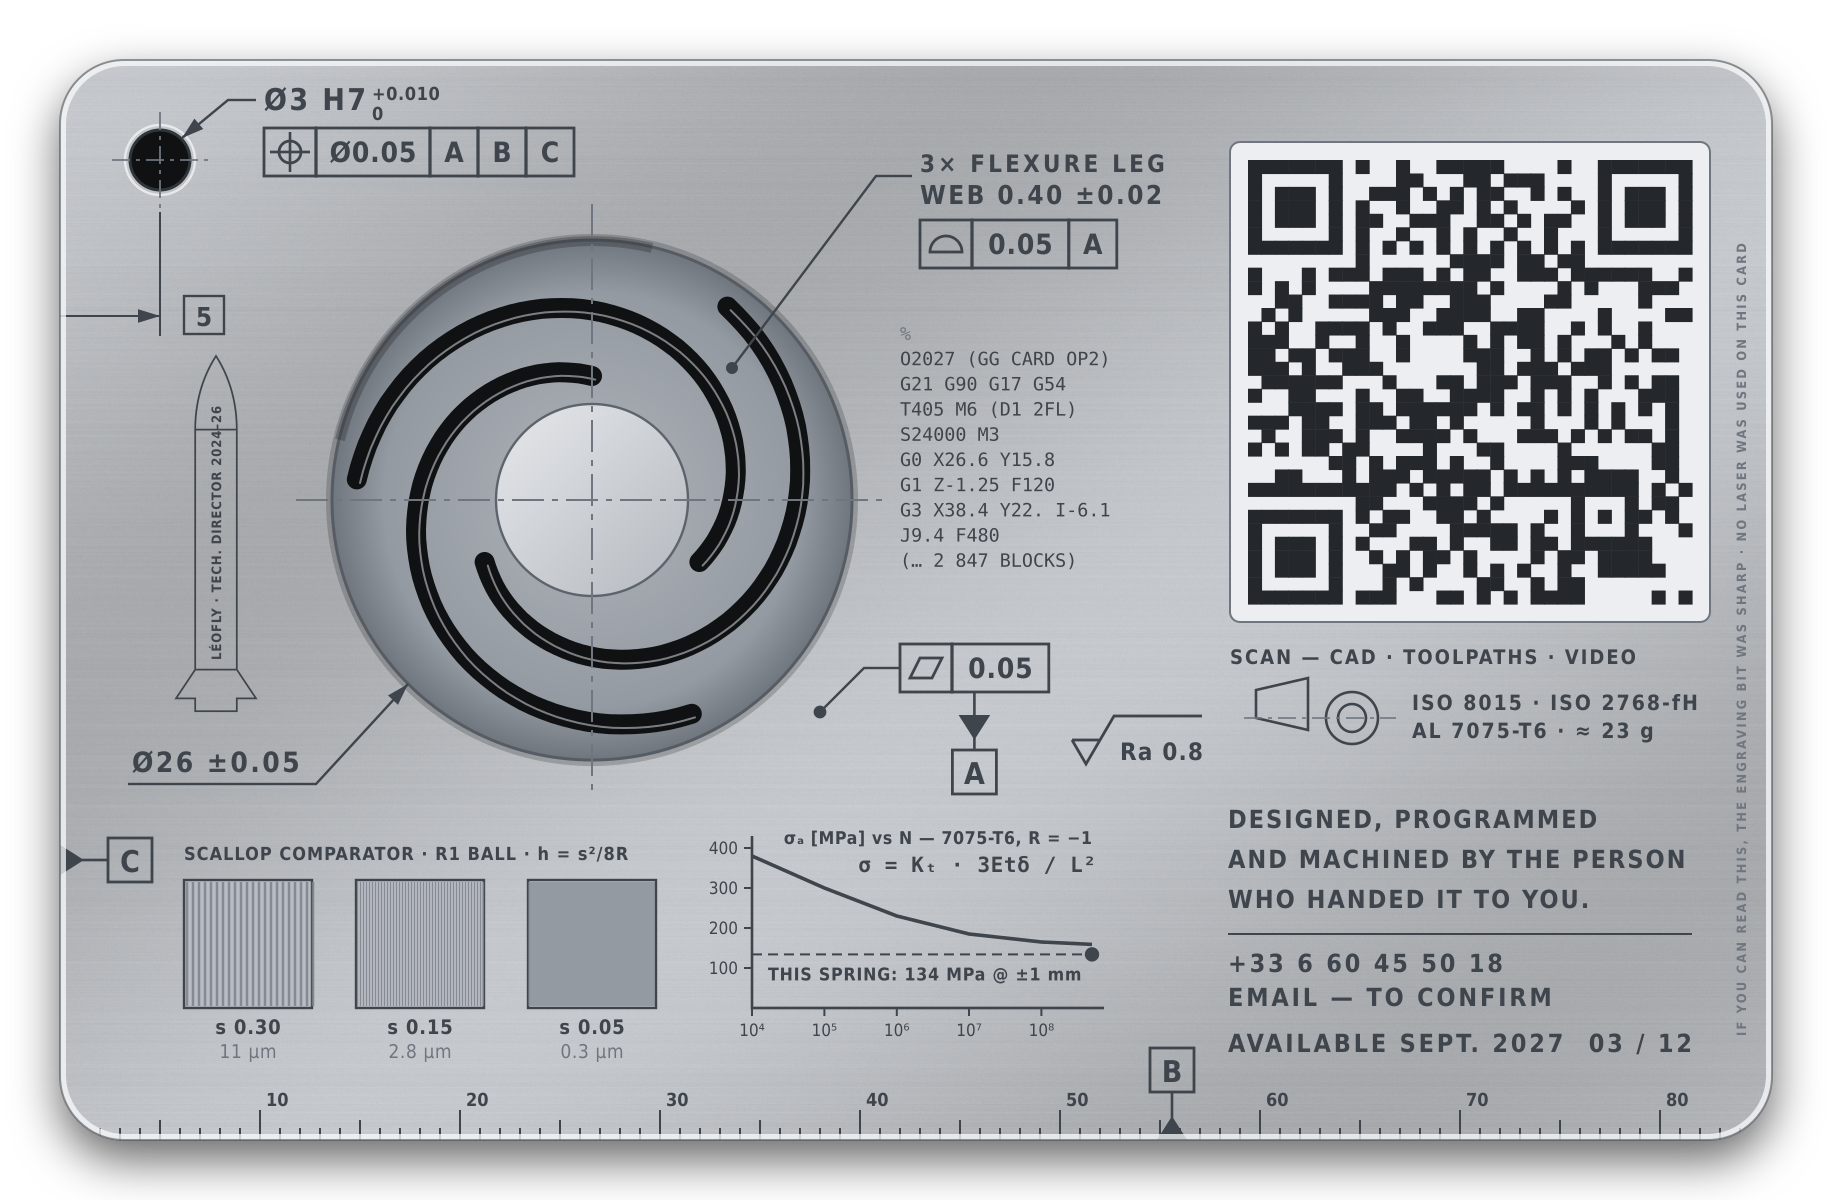 Ø3 H7 +0.010
0
Ø0.05 A B C
3× FLEXURE LEG
WEB 0.40 ±0.02
0.05 A
5
%
O2027 (GG CARD OP2)
G21 G90 G17 G54
T405 M6 (D1 2FL)
S24000 M3
G0 X26.6 Y15.8
G1 Z-1.25 F120
G3 X38.4 Y22. I-6.1
J9.4 F480
(… 2 847 BLOCKS)
LÉOFLY · TECH. DIRECTOR 2024-26
Ø26 ±0.05
0.05
A
Ra 0.8
SCAN — CAD · TOOLPATHS · VIDEO
ISO 8015 · ISO 2768-fH
AL 7075-T6 · ≈ 23 g
IF YOU CAN READ THIS, THE ENGRAVING BIT WAS SHARP · NO LASER WAS USED ON THIS CARD
C
SCALLOP COMPARATOR · R1 BALL · h = s²/8R
s 0.30
11 µm
s 0.15
2.8 µm
s 0.05
0.3 µm
σₐ [MPa] vs N — 7075-T6, R = −1
σ = Kₜ · 3Etδ / L²
400
300
200
100
THIS SPRING: 134 MPa @ ±1 mm
10⁴ 10⁵ 10⁶ 10⁷ 10⁸
DESIGNED, PROGRAMMED
AND MACHINED BY THE PERSON
WHO HANDED IT TO YOU.
+33 6 60 45 50 18
EMAIL — TO CONFIRM
AVAILABLE SEPT. 2027 03 / 12
B
10 20 30 40 50 60 70 80